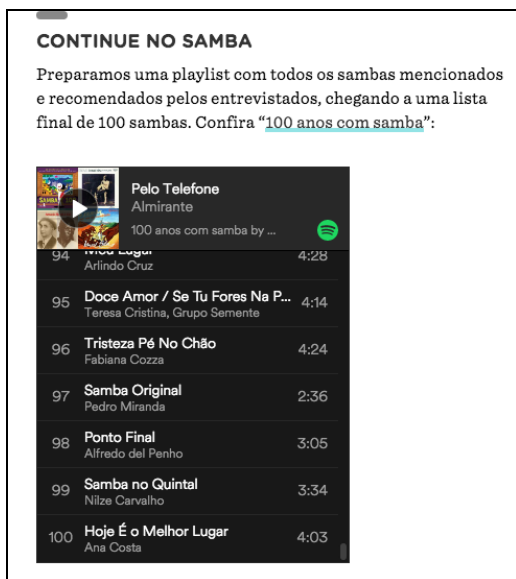 CONTINUE NO SAMBA
Preparamos uma playlist com todos os sambas mencionados
e recomendados pelos entrevistados, chegando a uma lista
final de 100 sambas. Confira “100 anos com samba”:
Pelo Telefone
Almirante
100 anos com samba by ...
94 Meu Lugar 4:28
Arlindo Cruz
95 Doce Amor / Se Tu Fores Na P... 4:14
Teresa Cristina, Grupo Semente
96 Tristeza Pé No Chão 4:24
Fabiana Cozza
97 Samba Original 2:36
Pedro Miranda
98 Ponto Final 3:05
Alfredo del Penho
99 Samba no Quintal 3:34
Nilze Carvalho
100 Hoje É o Melhor Lugar 4:03
Ana Costa